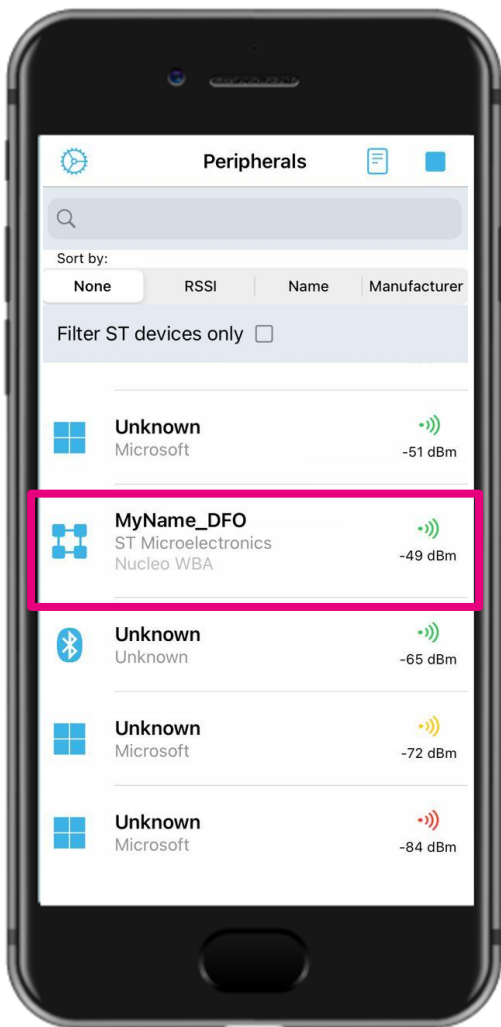 Peripherals
Sort by:
None RSSI Name Manufacturer
Filter ST devices only
Unknown
Microsoft
-51 dBm
MyName_DFO
ST Microelectronics
Nucleo WBA
-49 dBm
Unknown
Unknown
-65 dBm
Unknown
Microsoft
-72 dBm
Unknown
Microsoft
-84 dBm